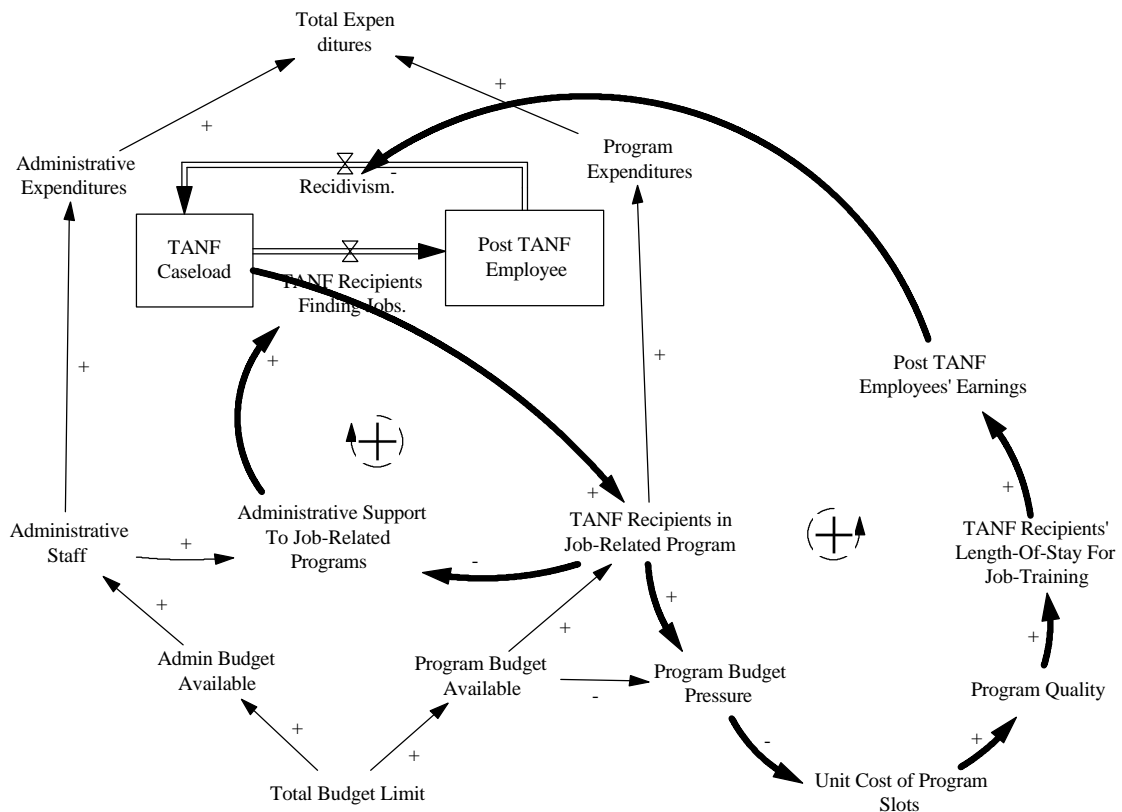 Total Expen
ditures
+
+
Administrative
Expenditures
Program
Expenditures
Recidivism.
-
TANF
Caseload
Post TANF
Employee
TANF Recipients
Finding Jobs.
+
+
+
Post TANF
Employees' Earnings
+
+
+
Administrative
Staff
Administrative Support
To Job-Related
Programs
+
TANF Recipients in
Job-Related Program
+
TANF Recipients'
Length-Of-Stay For
Job-Training
+
-
+
+
+
+
Admin Budget
Available
Program Budget
Available
-
Program Budget
Pressure
Program Quality
+
+
-
+
Total Budget Limit
Unit Cost of Program
Slots